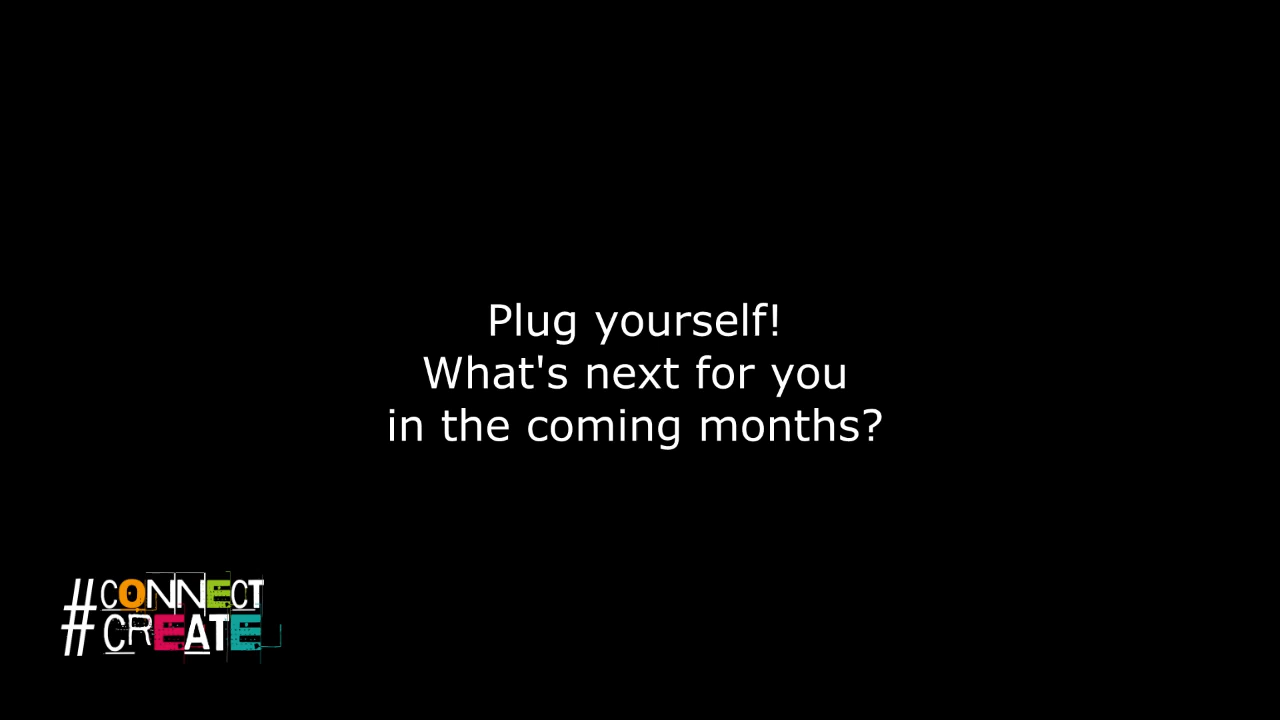 Plug yourself!
What's next for you
in the coming months?
#CONNECT
#CREATE